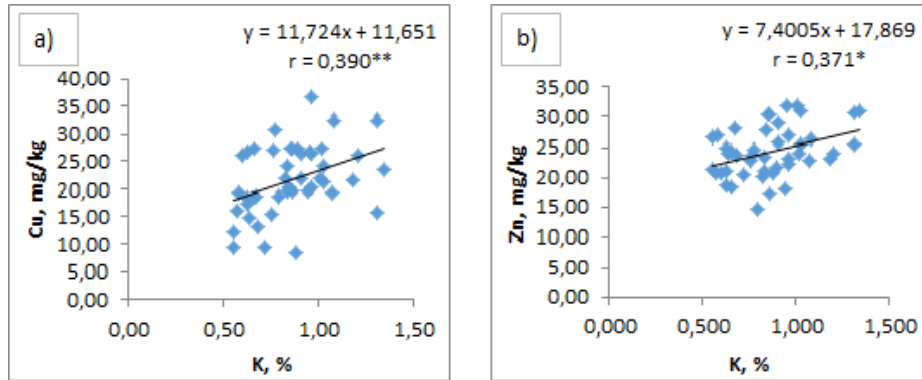 a)
y = 11,724x + 11,651
r = 0,390**
40,00
35,00
30,00
25,00
20,00
15,00
10,00
5,00
0,00
Cu, mg/kg
0,00 0,50 1,00 1,50
K, %
b)
y = 7,4005x + 17,869
r = 0,371*
35,00
30,00
25,00
20,00
15,00
10,00
5,00
0,00
Zn, mg/kg
0,000 0,500 1,000 1,500
K, %